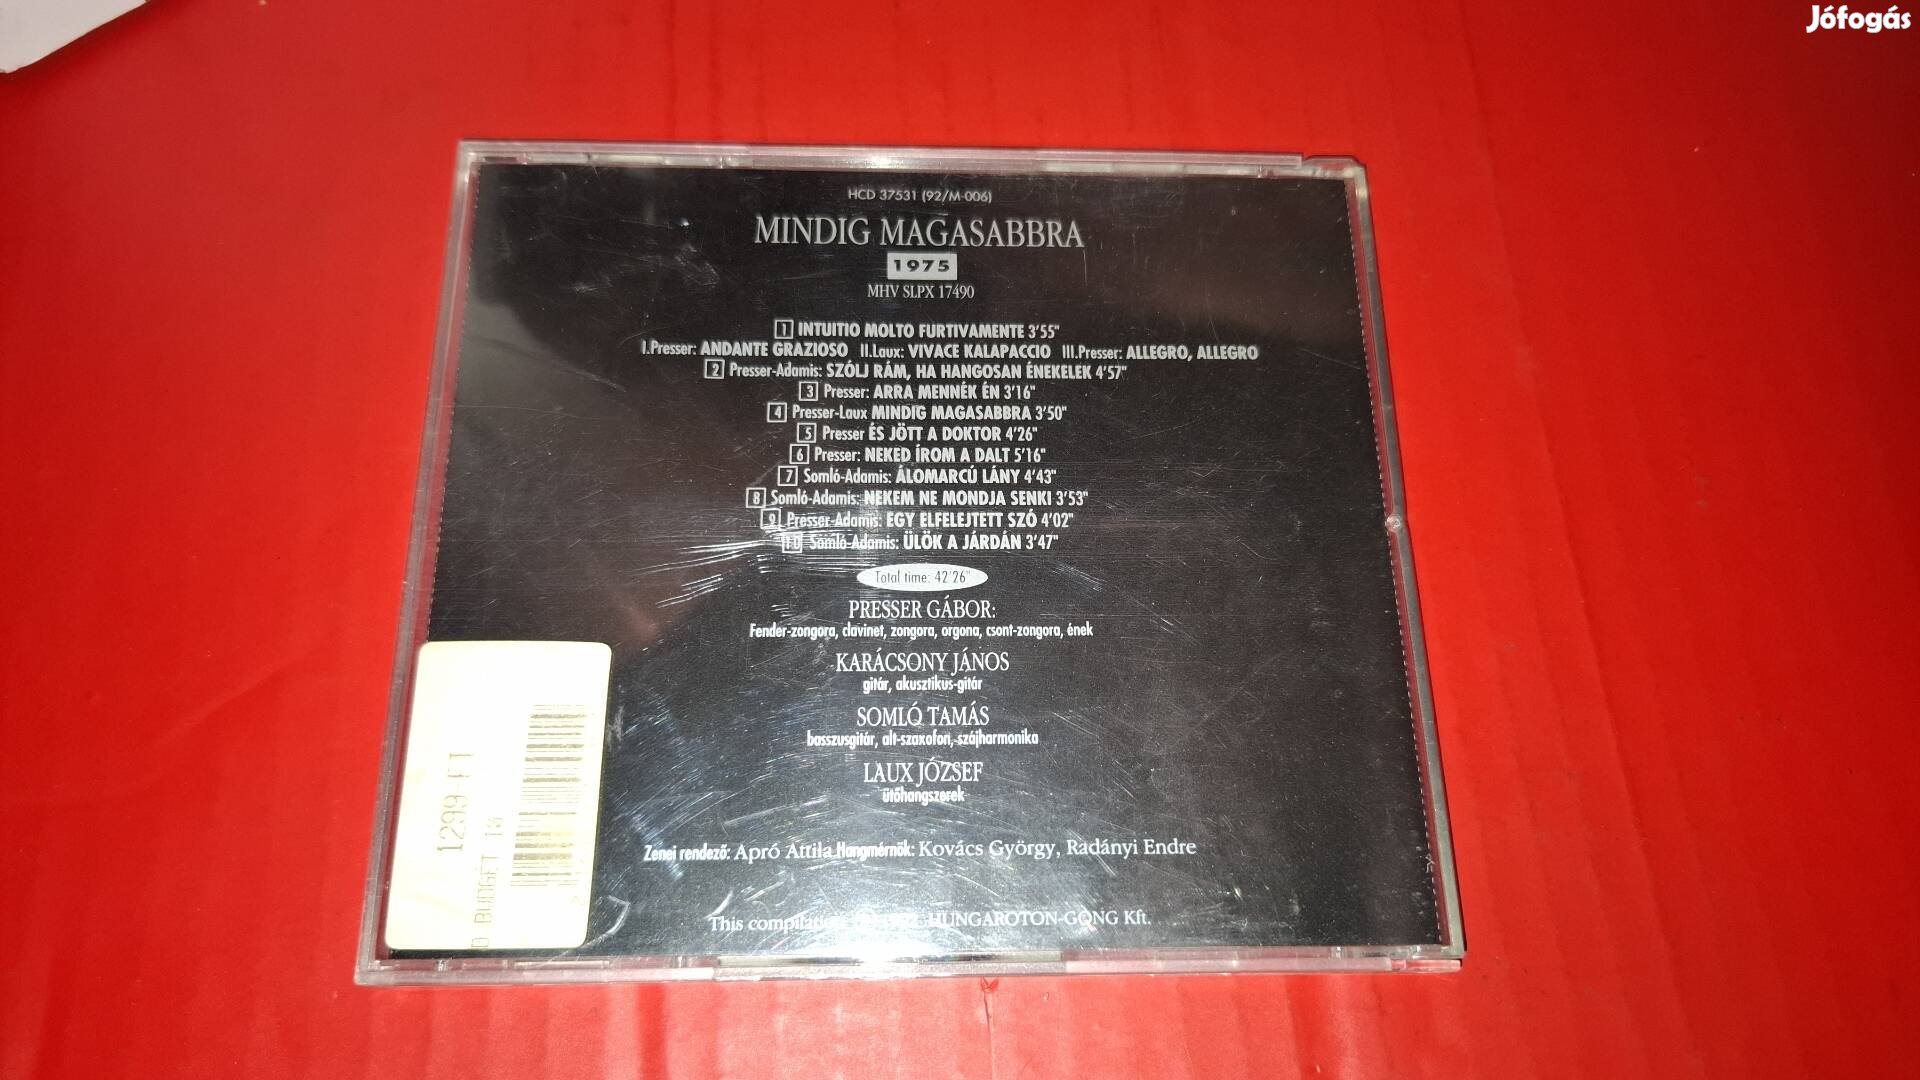 Jófogás
HCD 37531 (92/M-006)
MINDIG MAGASABBRA
1975
MHV SLPX 17490
1 INTUITIO MOLTO FURTIVAMENTE 3'55"
I.Presser: ANDANTE GRAZIOSO II.Laux: VIVACE KALAPACCIO III.Presser: ALLEGRO, ALLEGRO
2 Presser-Adamis: SZÓLJ RÁM, HA HANGOSAN ÉNEKELEK 4'57"
3 Presser: ARRA MENNÉK ÉN 3'16"
4 Presser-Laux MINDIG MAGASABBRA 3'50"
5 Presser ÉS JÖTT A DOKTOR 4'26"
6 Presser: NEKED ÍROM A DALT 5'16"
7 Somló-Adamis: ÁLOMARCÚ LÁNY 4'43"
8 Somló-Adamis: NEKEM NE MONDJA SENKI 3'53"
9 Presser-Adamis: EGY ELFELEJTETT SZÓ 4'02"
10 Somló-Adamis: ÜLÖK A JÁRDÁN 3'47"
Total time: 42'26"
PRESSER GÁBOR:
Fender-zongora, clavinet, zongora, orgona, csont-zongora, ének
KARÁCSONY JÁNOS
gitár, akusztikus-gitár
SOMLÓ TAMÁS
basszusgitár, alt-szaxofon, szájharmonika
LAUX JÓZSEF
ütőhangszerek
Zenei rendező: Apró Attila Hangmérnök: Kovács György, Radányi Endre
This compilation 1992 HUNGAROTON-GONG Kft.
1299-FT
BUDGET 10